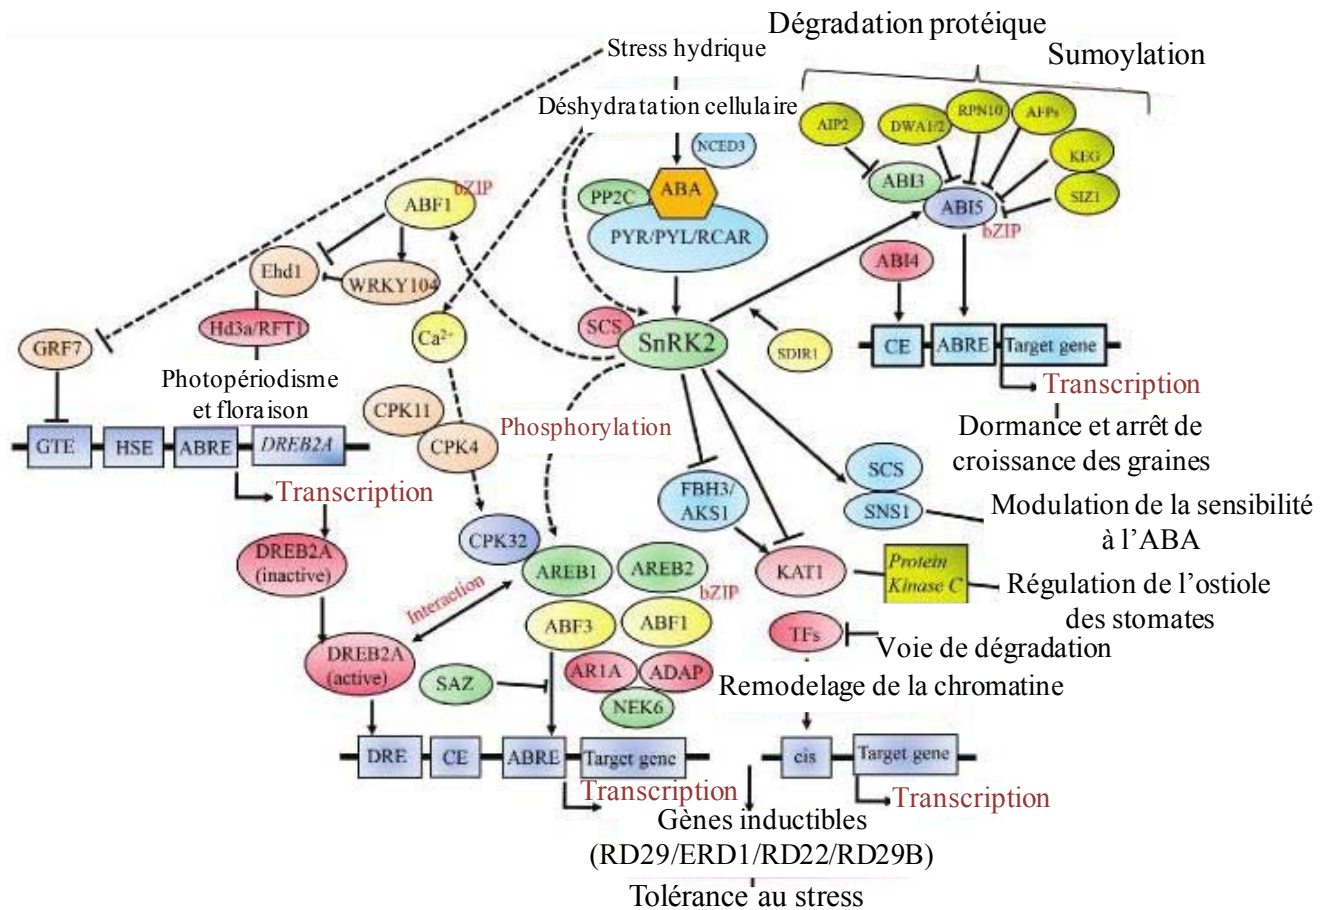 Dégradation protéique
Sumoylation
Stress hydrique
Déshydratation cellulaire
NCED3
AIP2
DWA1/2
RPN10
AFPs
KEG
SIZ1
ABI3
ABI5
bZIP
ABA
PP2C
PYR/PYL/RCAR
bZIP
ABF1
Ehd1
WRKY104
Hd3a/RFT1
Ca²⁺
GRF7
ABI4
SCS
SnRK2
SDIR1
CE
ABRE
Target gene
Transcription
Photopériodisme
et floraison
GTE
HSE
ABRE
DREB2A
Transcription
CPK11
CPK4
Phosphorylation
Dormance et arrêt de
croissance des graines
FBH3/
AKS1
SCS
SNS1
Modulation de la sensibilité
à l’ABA
DREB2A
(inactive)
CPK32
AREB1
AREB2
bZIP
KAT1
Protein
Kinase C
Régulation de l’ostiole
des stomates
Interaction
ABF3
ABF1
TFs
Voie de dégradation
DREB2A
(active)
SAZ
AR1A
ADAP
NEK6
Remodelage de la chromatine
DRE
CE
ABRE
Target gene
cis
Target gene
Transcription
Transcription
Gènes inductibles
(RD29/ERD1/RD22/RD29B)
Tolérance au stress